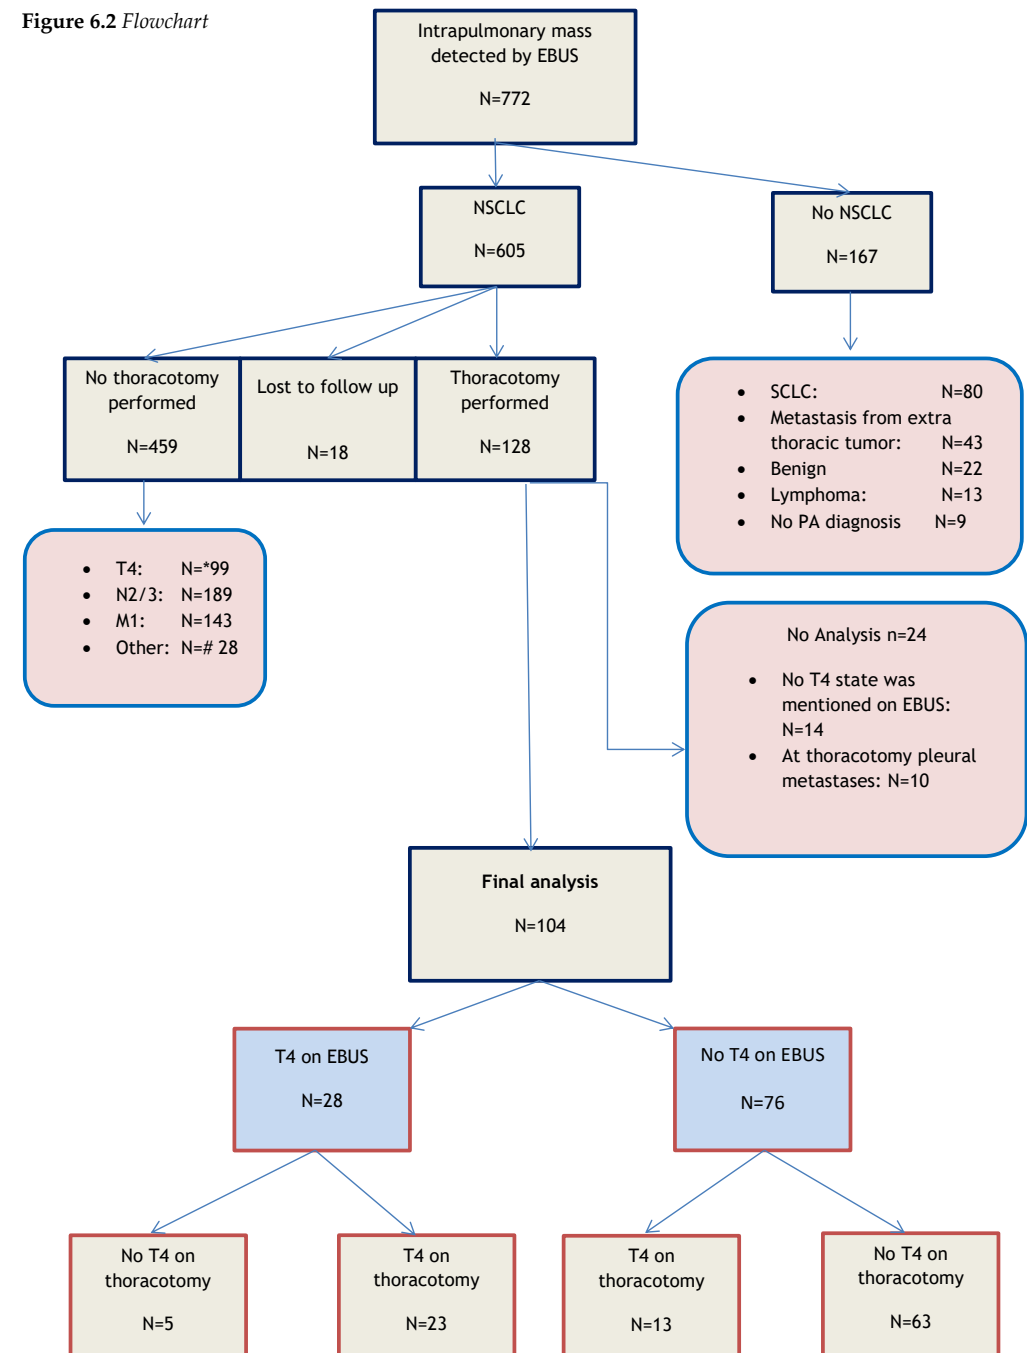 Figure 6.2 Flowchart
Intrapulmonary mass
detected by EBUS
N=772
NSCLC
N=605
No NSCLC
N=167
No thoracotomy
performed
N=459
Lost to follow up
N=18
Thoracotomy
performed
N=128
• SCLC: N=80
• Metastasis from extra
thoracic tumor: N=43
• Benign N=22
• Lymphoma: N=13
• No PA diagnosis N=9
• T4: N=*99
• N2/3: N=189
• M1: N=143
• Other: N=# 28
No Analysis n=24
• No T4 state was
mentioned on EBUS:
N=14
• At thoracotomy pleural
metastases: N=10
Final analysis
N=104
T4 on EBUS
N=28
No T4 on EBUS
N=76
No T4 on
thoracotomy
N=5
T4 on
thoracotomy
N=23
T4 on
thoracotomy
N=13
No T4 on
thoracotomy
N=63